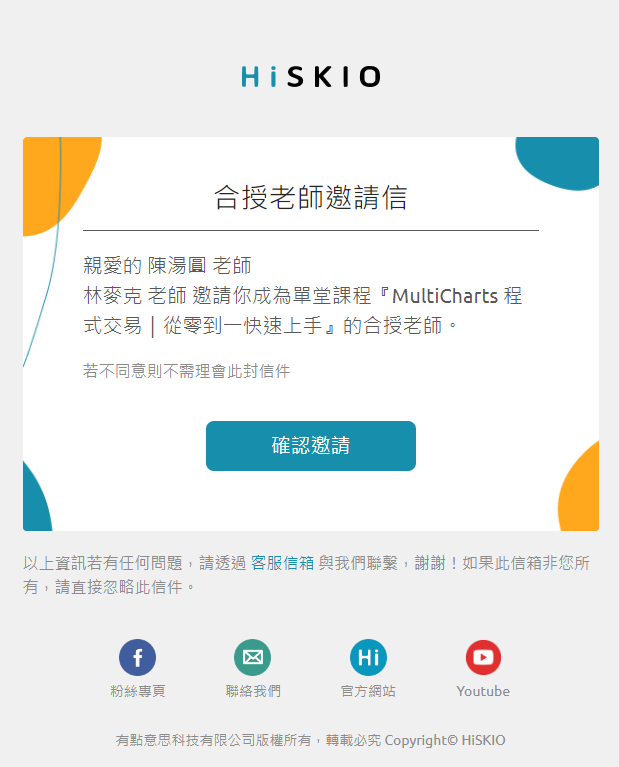 HiSKIO
合授老師邀請信
親愛的 陳湯圓 老師
林麥克 老師 邀請你成為單堂課程『MultiCharts 程
式交易 | 從零到一快速上手』的合授老師。
若不同意則不需理會此封信件
確認邀請
以上資訊若有任何問題，請透過 客服信箱 與我們聯繫，謝謝！如果此信箱非您所
有，請直接忽略此信件。
f Hi
粉絲專頁 聯絡我們 官方網站 Youtube
有點意思科技有限公司版權所有，轉載必究 Copyright© HiSKIO